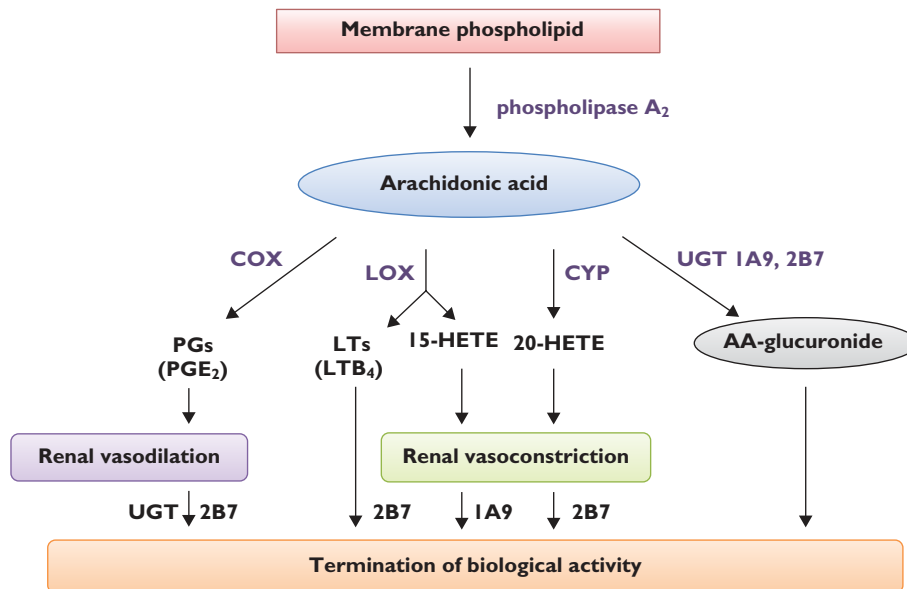 Membrane phospholipid
phospholipase A₂
Arachidonic acid
COX
LOX
CYP
UGT 1A9, 2B7
PGs
(PGE₂)
LTs
(LTB₄)
15-HETE
20-HETE
AA-glucuronide
Renal vasodilation
Renal vasoconstriction
UGT 2B7
2B7
1A9
2B7
Termination of biological activity